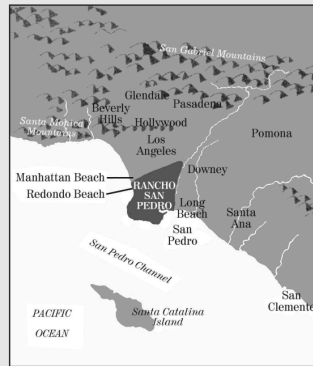 San Gabriel Mountains
Glendale
Pasadena
Beverly
Hills
Hollywood
Santa Monica
Mountains
Los
Angeles
Pomona
Manhattan Beach
Downey
Redondo Beach
RANCHO
SAN
PEDRO
Long
Beach
Santa
Ana
San
Pedro
San Pedro Channel
San
Clemente
PACIFIC
OCEAN
Santa Catalina
Island